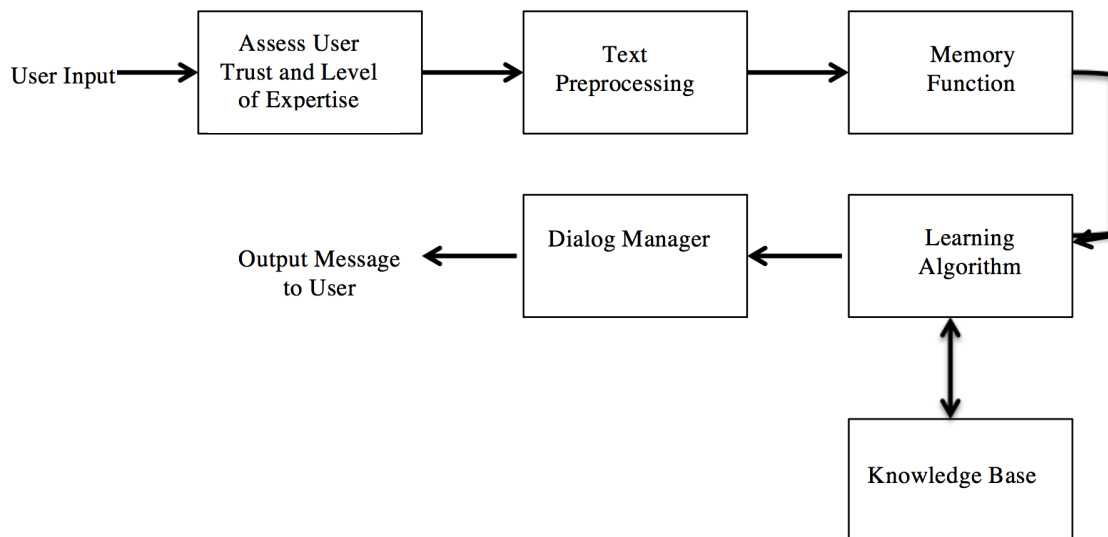 User Input
Assess User
Trust and Level
of Expertise
Text
Preprocessing
Memory
Function
Learning
Algorithm
Dialog Manager
Output Message
to User
Knowledge Base